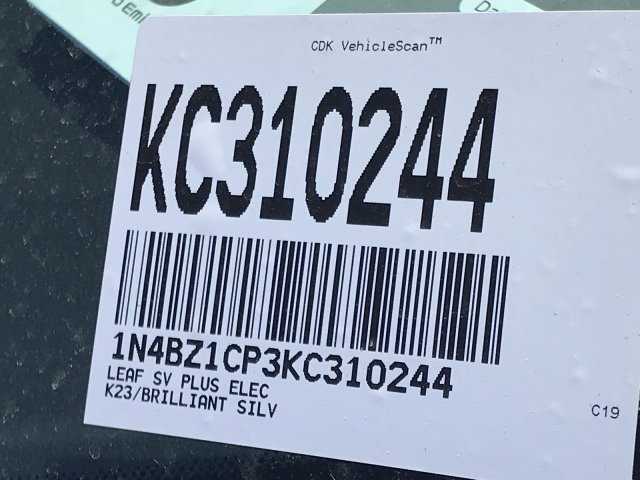 CDK VehicleScan™
KC310244
1N4BZ1CP3KC310244
LEAF SV PLUS ELEC
K23/BRILLIANT SILV
C19